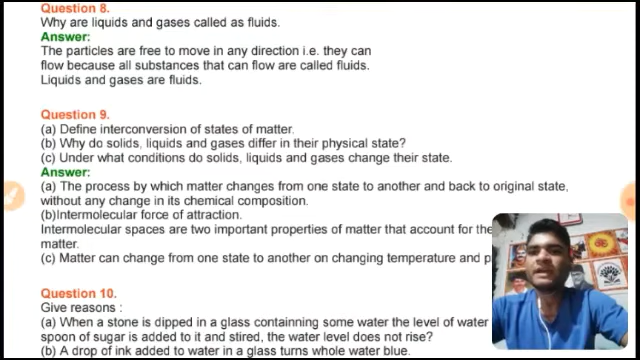 Question 8.
Why are liquids and gases called as fluids.
Answer:
The particles are free to move in any direction i.e. they can
flow because all substances that can flow are called fluids.
Liquids and gases are fluids.
Question 9.
(a) Define interconversion of states of matter.
(b) Why do solids, liquids and gases differ in their physical state?
(c) Under what conditions do solids, liquids and gases change their state.
Answer:
(a) The process by which matter changes from one state to another and back to original state,
without any change in its chemical composition.
(b)Intermolecular force of attraction.
Intermolecular spaces are two important properties of matter that account for the
matter.
(c) Matter can change from one state to another on changing temperature and p
Question 10.
Give reasons :
(a) When a stone is dipped in a glass containning some water the level of water
spoon of sugar is added to it and stired, the water level does not rise?
(b) A drop of ink added to water in a glass turns whole water blue.